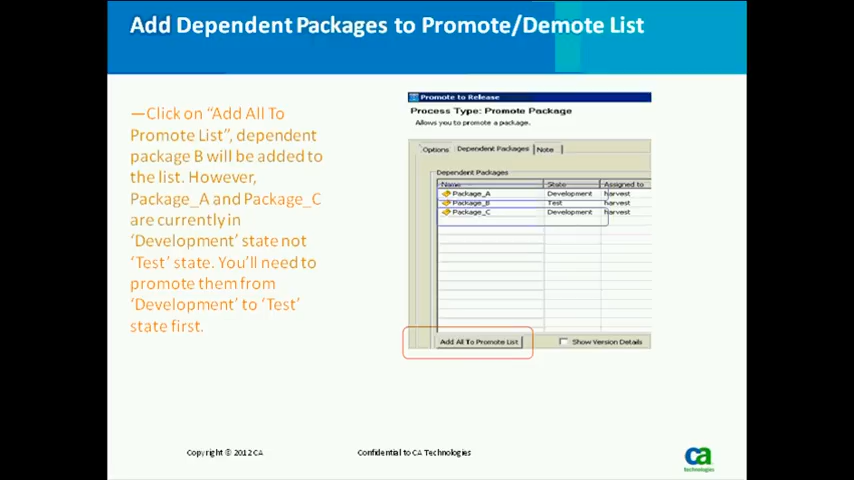 Add Dependent Packages to Promote/Demote List
—Click on “Add All To
Promote List”, dependent
package B will be added to
the list. However,
Package_A and Package_C
are currently in
‘Development’ state not
‘Test’ state. You’ll need to
promote them from
‘Development’ to ‘Test’
state first.
Promote to Release
Process Type: Promote Package
Allows you to promote a package.
Options Dependent Packages Note
Dependent Packages
Name State Assigned to
Package_A Development harvest
Package_B Test harvest
Package_C Development harvest
Add All To Promote List Show Version Details
Copyright © 2012 CA Confidential to CA Technologies
ca
technologies